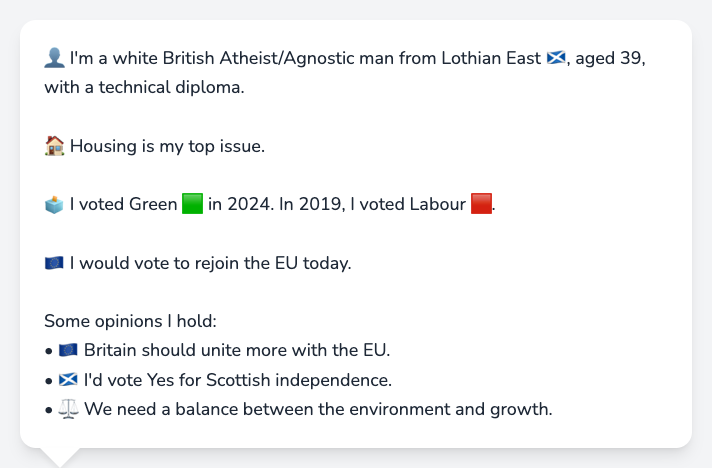 👤 I'm a white British Atheist/Agnostic man from Lothian East 🏴󠁧󠁢󠁳󠁣󠁴󠁿, aged 39,
with a technical diploma.
🏠 Housing is my top issue.
🗳️ I voted Green 🟩 in 2024. In 2019, I voted Labour 🟥.
🇪🇺 I would vote to rejoin the EU today.
Some opinions I hold:
• 🇪🇺 Britain should unite more with the EU.
• 🏴󠁧󠁢󠁳󠁣󠁴󠁿 I'd vote Yes for Scottish independence.
• ⚖️ We need a balance between the environment and growth.